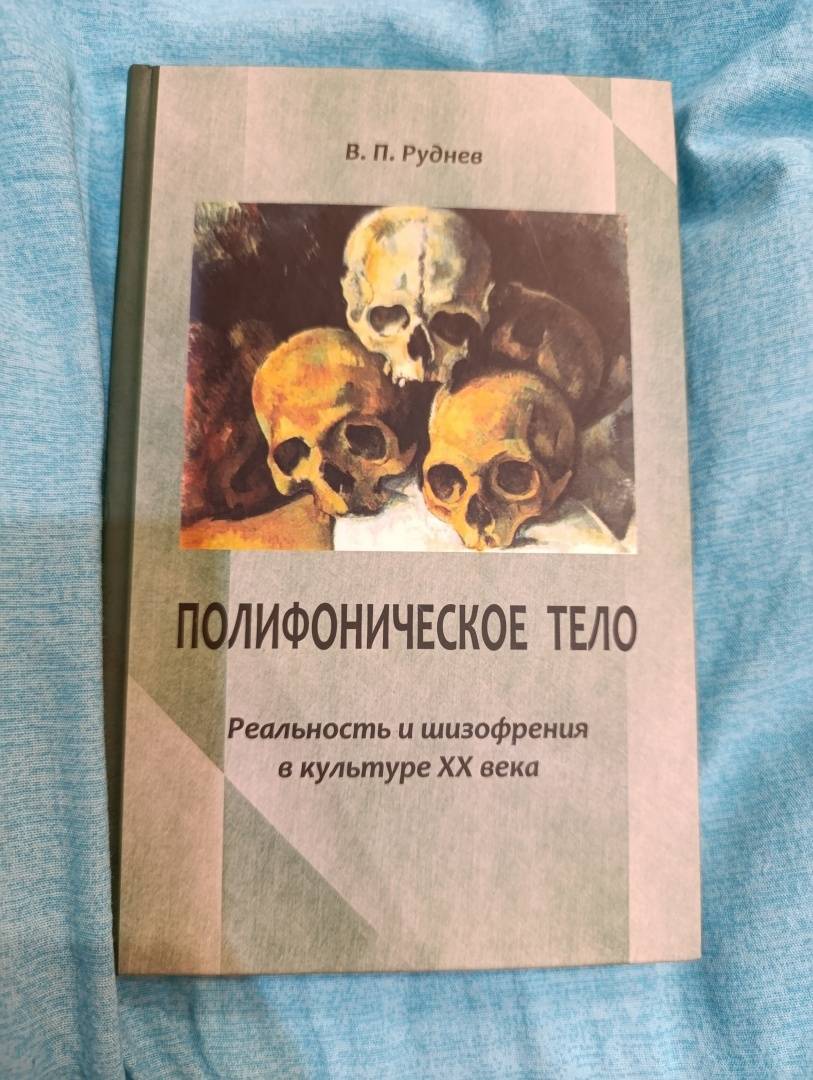 В. П. Руднев
ПОЛИФОНИЧЕСКОЕ ТЕЛО
Реальность и шизофрения
в культуре XX века